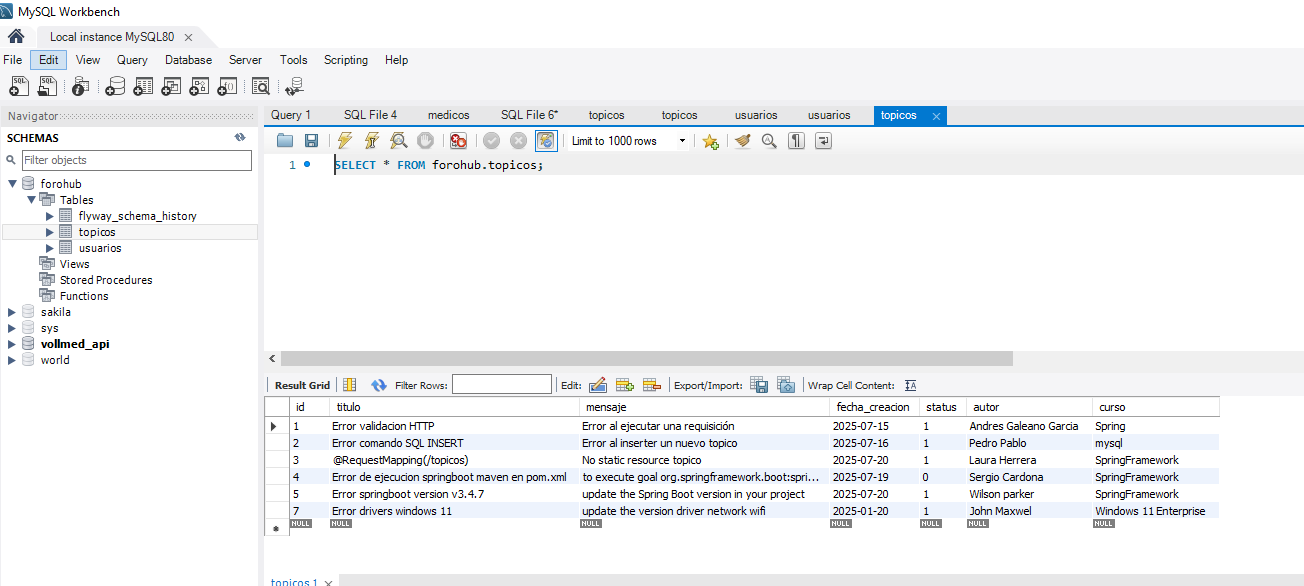 MySQL Workbench
Local instance MySQL80
File Edit View Query Database Server Tools Scripting Help
Navigator
SCHEMAS
Filter objects
forohub
Tables
flyway_schema_history
topicos
usuarios
Views
Stored Procedures
Functions
sakila
sys
vollmed_api
world
Query 1 SQL File 4 medicos SQL File 6* topicos topicos usuarios usuarios topicos
Limit to 1000 rows
1 SELECT * FROM forohub.topicos;
Result Grid Filter Rows: Edit: Export/Import: Wrap Cell Content:
id titulo mensaje fecha_creacion status autor curso
1 Error validacion HTTP Error al ejecutar una requisición 2025-07-15 1 Andres Galeano Garcia Spring
2 Error comando SQL INSERT Error al inserter un nuevo topico 2025-07-16 1 Pedro Pablo mysql
3 @RequestMapping(/topicos) No static resource topico 2025-07-20 1 Laura Herrera SpringFramework
4 Error de ejecucion springboot maven en pom.xml to execute goal org.springframework.boot:spri... 2025-07-19 0 Sergio Cardona SpringFramework
5 Error springboot version v3.4.7 update the Spring Boot version in your project 2025-07-20 1 Wilson parker SpringFramework
7 Error drivers windows 11 update the version driver network wifi 2025-01-20 1 John Maxwel Windows 11 Enterprise
NULL NULL NULL NULL NULL NULL NULL
topicos 1